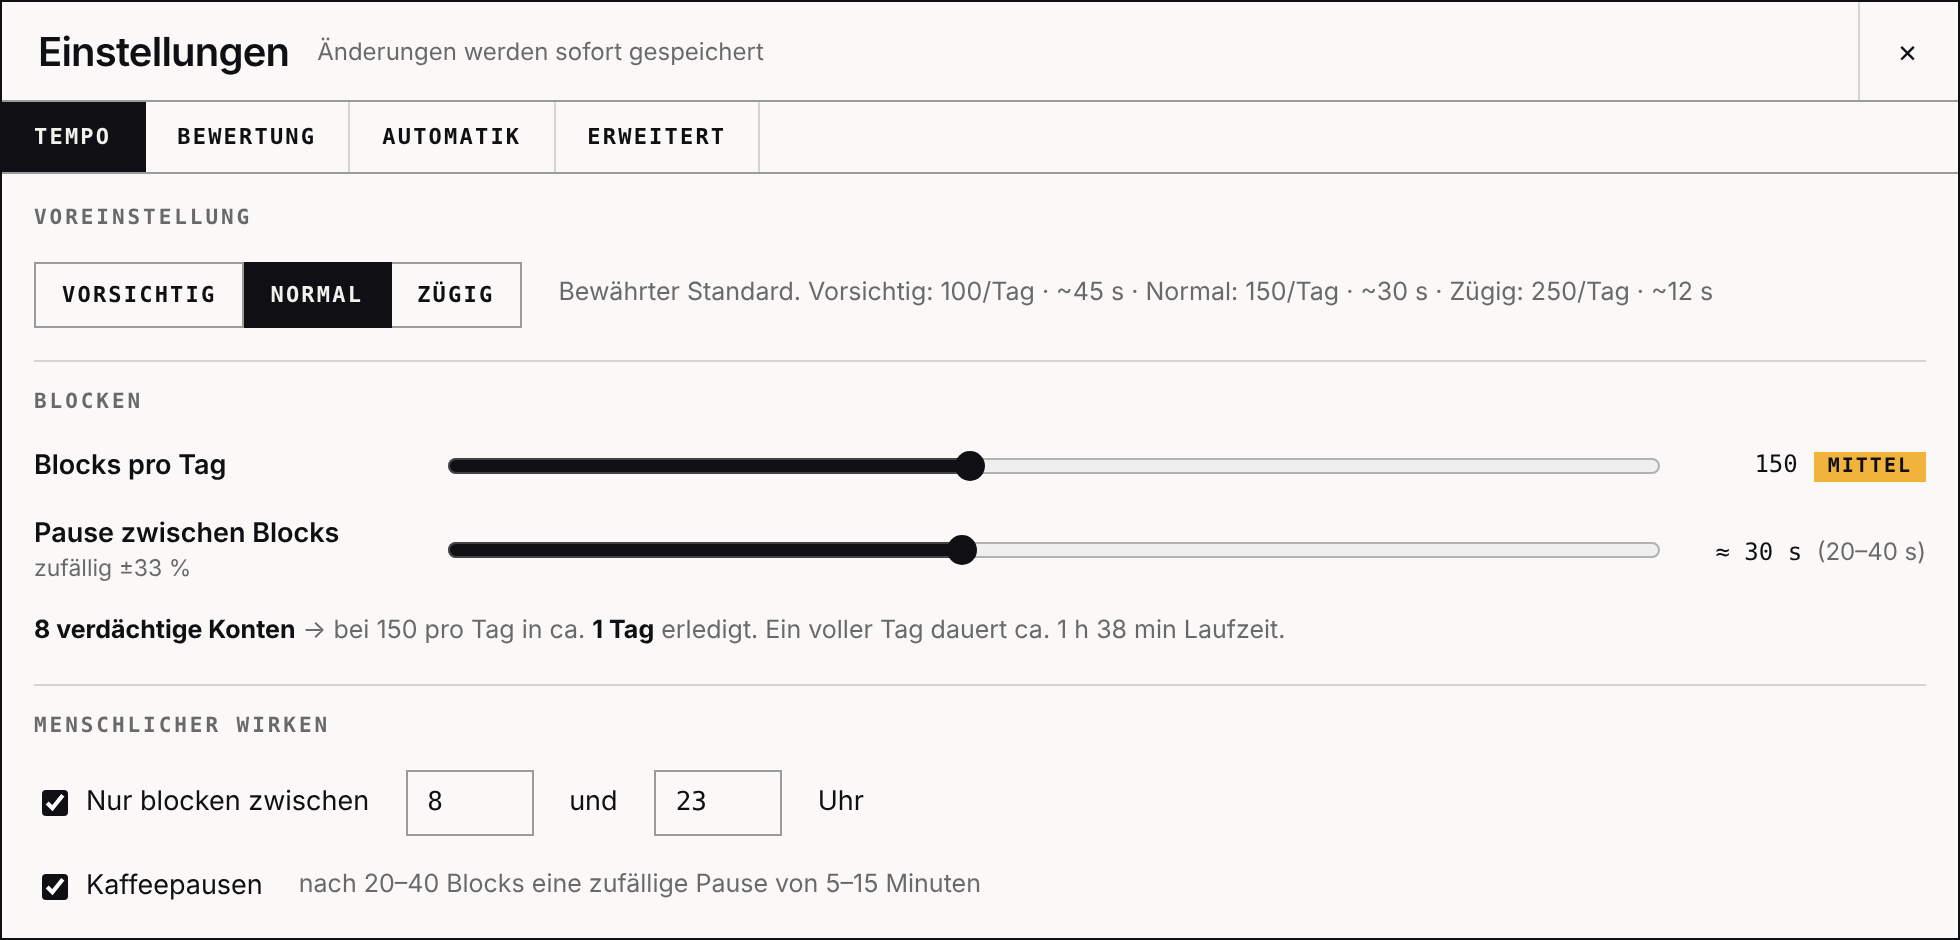 Einstellungen Änderungen werden sofort gespeichert ×
TEMPO BEWERTUNG AUTOMATIK ERWEITERT
VOREINSTELLUNG
VORSICHTIG NORMAL ZÜGIG Bewährter Standard. Vorsichtig: 100/Tag · ~45 s · Normal: 150/Tag · ~30 s · Zügig: 250/Tag · ~12 s
BLOCKEN
Blocks pro Tag 150 MITTEL
Pause zwischen Blocks ≈ 30 s (20–40 s)
zufällig ±33 %
8 verdächtige Konten → bei 150 pro Tag in ca. 1 Tag erledigt. Ein voller Tag dauert ca. 1 h 38 min Laufzeit.
MENSCHLICHER WIRKEN
Nur blocken zwischen 8 und 23 Uhr
Kaffeepausen nach 20–40 Blocks eine zufällige Pause von 5–15 Minuten